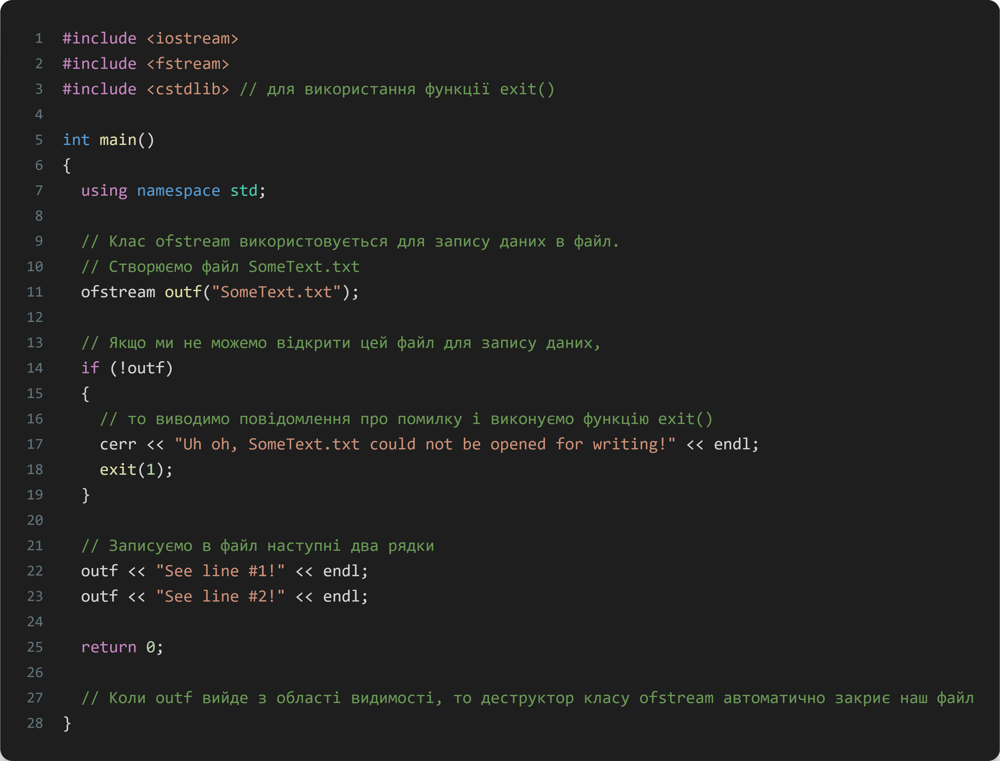 1 #include <iostream>
2 #include <fstream>
3 #include <cstdlib> // для використання функції exit()
4
5 int main()
6 {
7   using namespace std;
8
9   // Клас ofstream використовується для запису даних в файл.
10   // Створюємо файл SomeText.txt
11   ofstream outf("SomeText.txt");
12
13   // Якщо ми не можемо відкрити цей файл для запису даних,
14   if (!outf)
15   {
16     // то виводимо повідомлення про помилку і виконуємо функцію exit()
17     cerr << "Uh oh, SomeText.txt could not be opened for writing!" << endl;
18     exit(1);
19   }
20
21   // Записуємо в файл наступні два рядки
22   outf << "See line #1!" << endl;
23   outf << "See line #2!" << endl;
24
25   return 0;
26
27   // Коли outf вийде з області видимості, то деструктор класу ofstream автоматично закриє наш файл
28 }